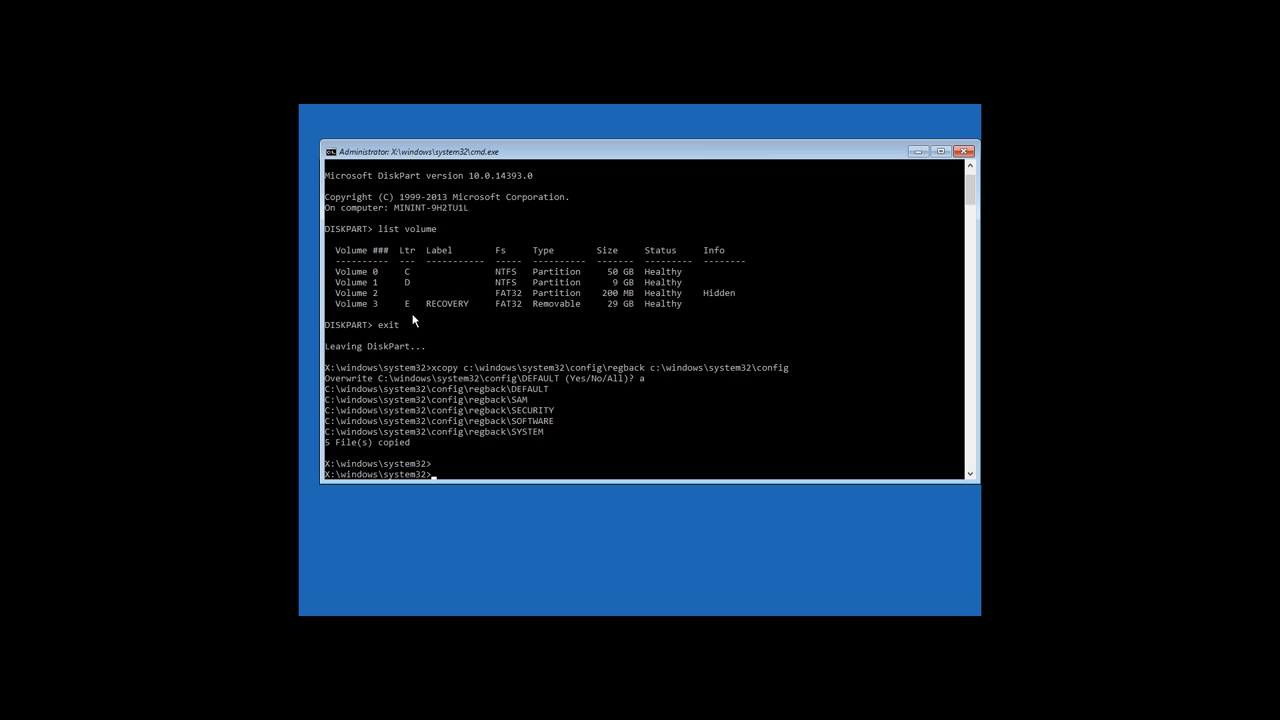 Administrator: X:\windows\system32\cmd.exe
Microsoft DiskPart version 10.0.14393.0
Copyright (C) 1999-2013 Microsoft Corporation.
On computer: MININT-9H2TU1L
DISKPART> list volume
Volume ### Ltr Label Fs Type Size Status Info
---------- --- ----------- ----- ---------- ------- --------- --------
Volume 0 C NTFS Partition 50 GB Healthy
Volume 1 D NTFS Partition 9 GB Healthy
Volume 2 FAT32 Partition 200 MB Healthy Hidden
Volume 3 E RECOVERY FAT32 Removable 29 GB Healthy
DISKPART> exit
Leaving DiskPart...
X:\windows\system32>xcopy c:\windows\system32\config\regback c:\windows\system32\config
Overwrite C:\windows\system32\config\DEFAULT (Yes/No/All)? a
C:\windows\system32\config\regback\DEFAULT
C:\windows\system32\config\regback\SAM
C:\windows\system32\config\regback\SECURITY
C:\windows\system32\config\regback\SOFTWARE
C:\windows\system32\config\regback\SYSTEM
5 File(s) copied
X:\windows\system32>
X:\windows\system32>